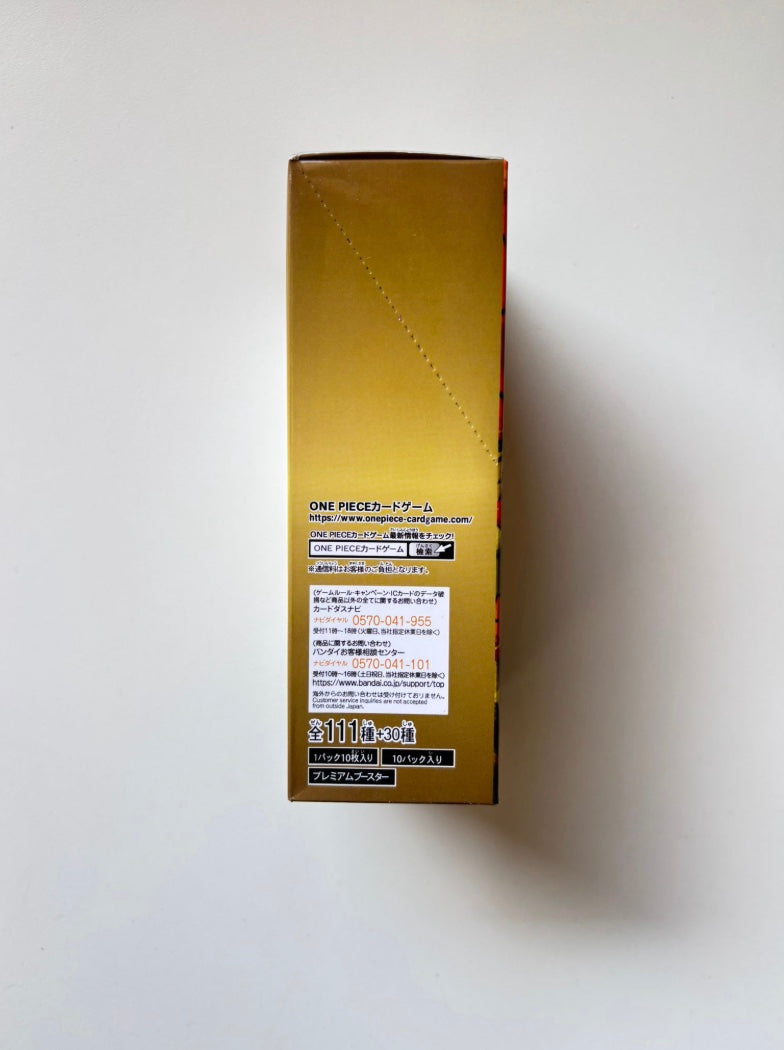 ONE PIECEカードゲーム
https://www.onepiece-cardgame.com/
ONE PIECEカードゲーム最新情報をチェック!
ONE PIECEカードゲーム 検索
※通信料はお客様のご負担となります。
(ゲームルール・キャンペーン・ICカードのデータ破
損など商品以外の全てに関するお問い合わせ)
カードダスナビ
ナビダイヤル 0570-041-955
受付11時～18時(火曜日、当社指定休業日を除く)
(商品に関するお問い合わせ)
バンダイお客様相談センター
ナビダイヤル 0570-041-101
受付10時～16時(土日祝日、当社指定休業日を除く)
https://www.bandai.co.jp/support/top
海外からのお問い合わせは受け付けておりません。
Customer service inquiries are not accepted
from outside Japan.
全111種+30種
1パック10枚入り 10パック入り
プレミアムブースター